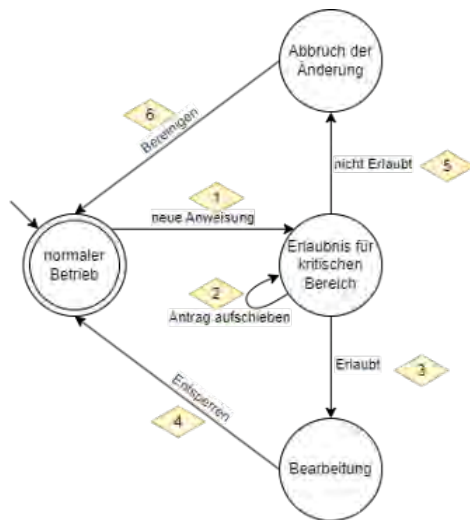 Abbruch der
Änderung
6
Bereinigen
nicht Erlaubt
5
1
neue Anweisung
normaler
Betrieb
Erlaubnis für
kritischen
Bereich
2
Antrag aufschieben
Erlaubt
3
Entsperren
4
Bearbeitung